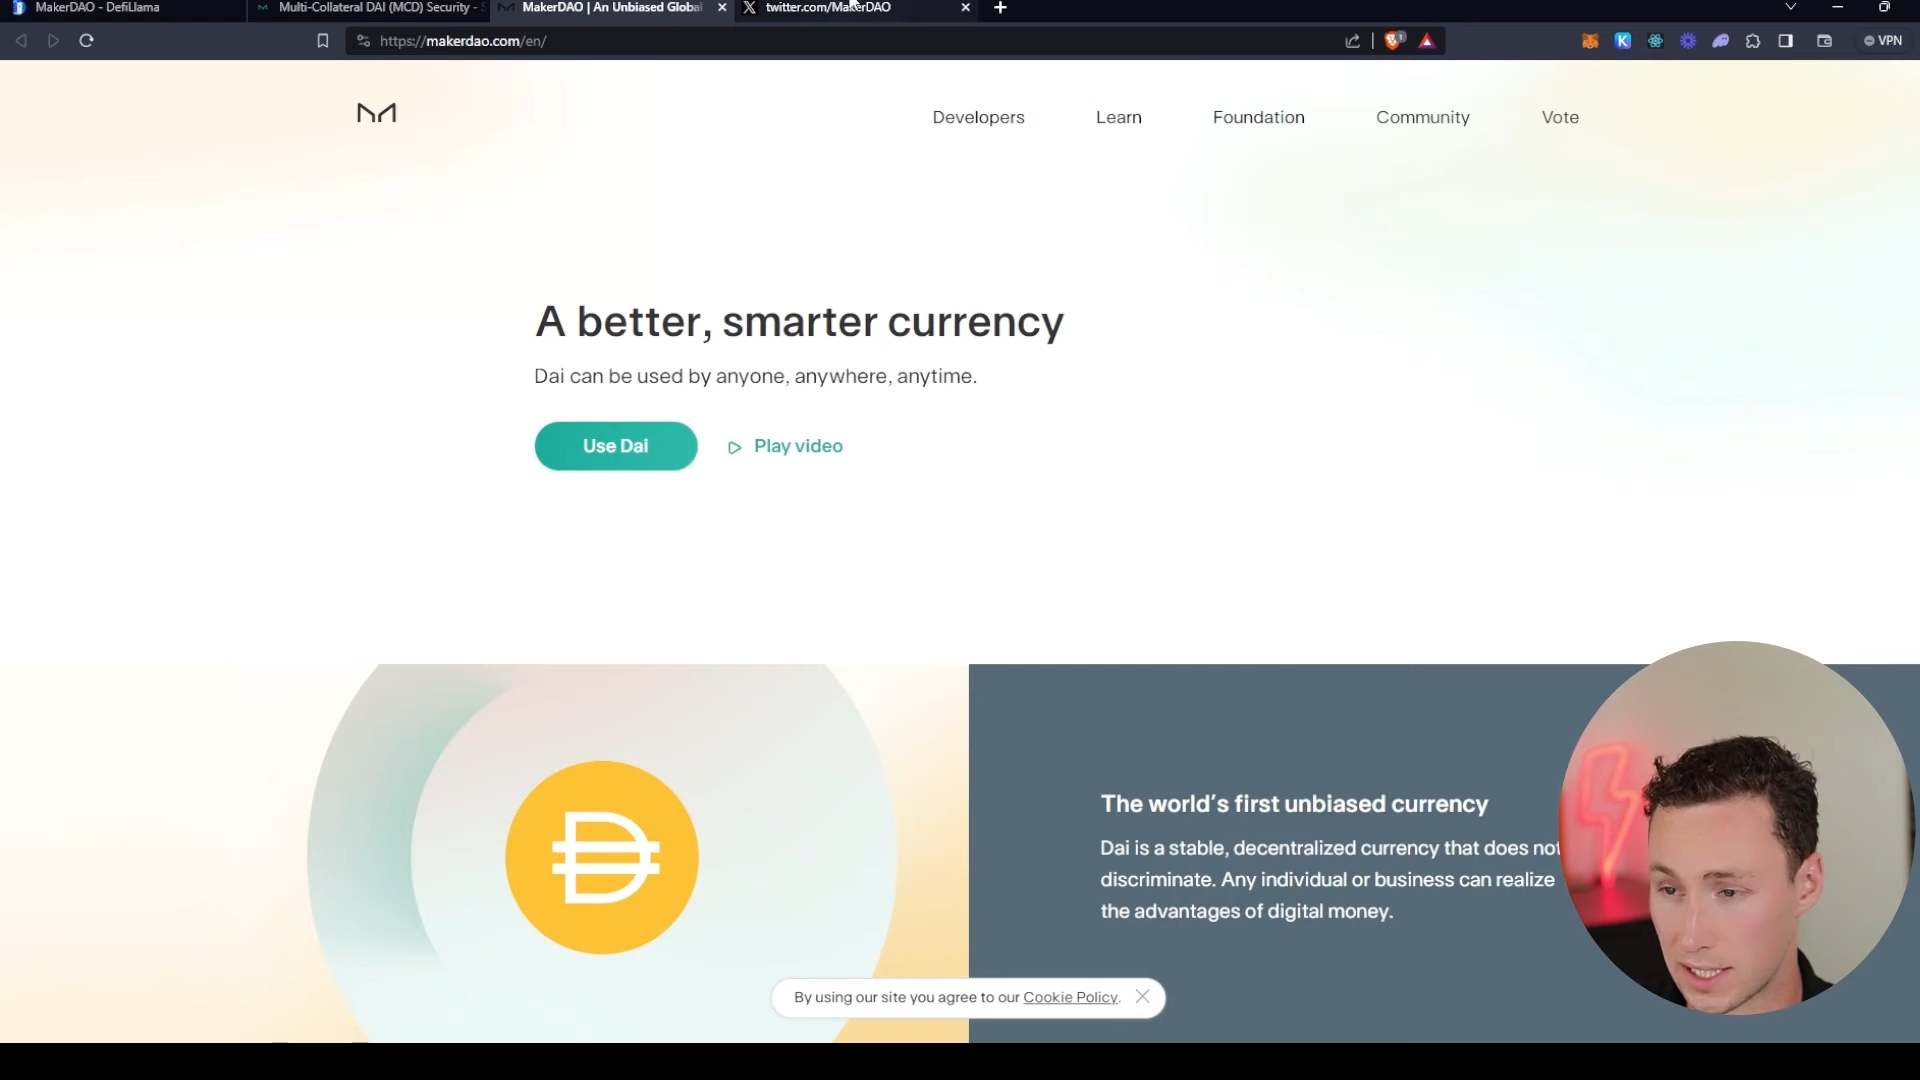 MakerDAO - DefiLlama
Multi-Collateral DAI (MCD) Security -
MakerDAO | An Unbiased Global
twitter.com/MakerDAO
https://makerdao.com/en/
VPN
Developers
Learn
Foundation
Community
Vote
A better, smarter currency
Dai can be used by anyone, anywhere, anytime.
Use Dai
Play video
The world's first unbiased currency
Dai is a stable, decentralized currency that does not
discriminate. Any individual or business can realize
the advantages of digital money.
By using our site you agree to our Cookie Policy.